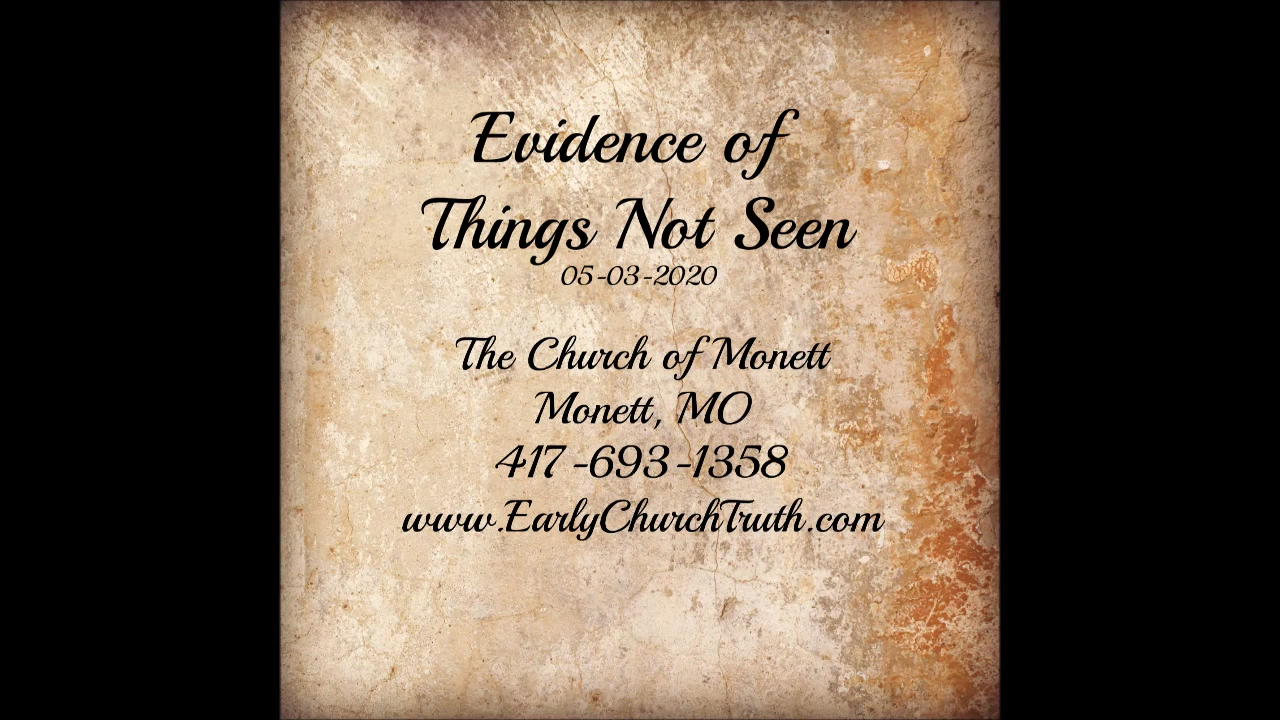 Evidence of
Things Not Seen
05-03-2020
The Church of Monett
Monett, MO
417-693-1358
www.EarlyChurchTruth.com